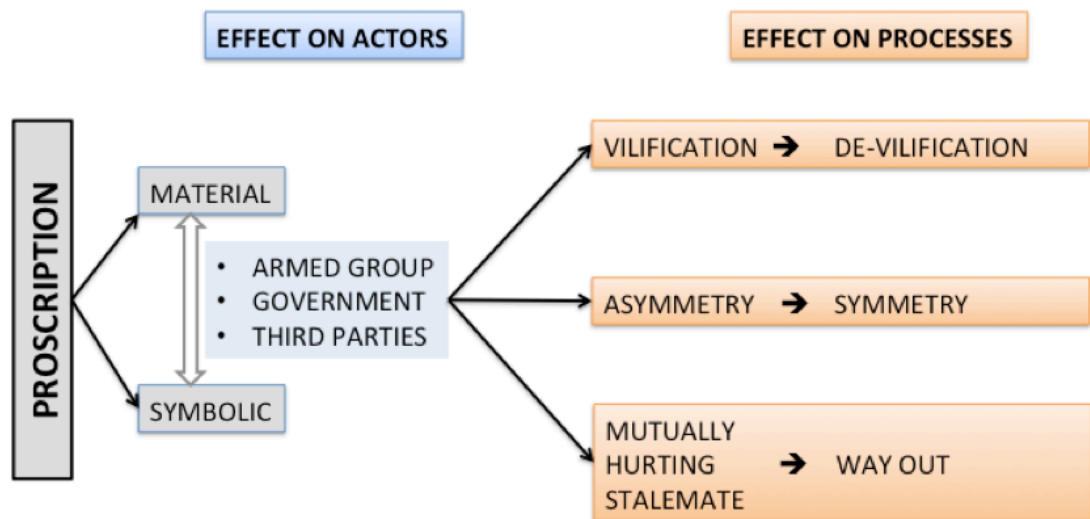 EFFECT ON ACTORS
EFFECT ON PROCESSES
PROSCRIPTION
MATERIAL
• ARMED GROUP
• GOVERNMENT
• THIRD PARTIES
SYMBOLIC
VILIFICATION ➔ DE-VILIFICATION
ASYMMETRY ➔ SYMMETRY
MUTUALLY
HURTING ➔ WAY OUT
STALEMATE